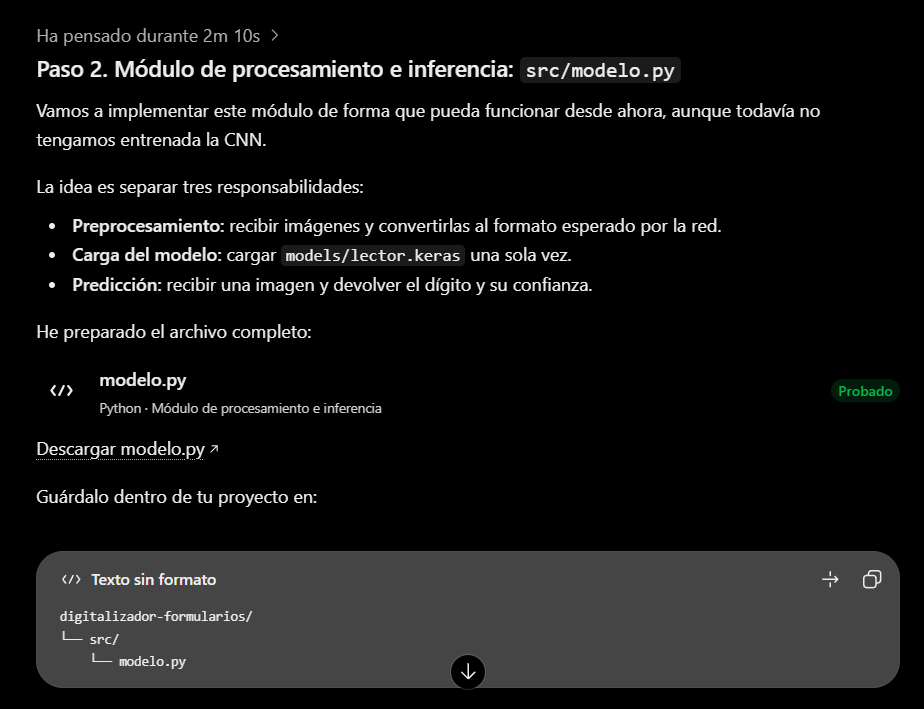 Ha pensado durante 2m 10s >
Paso 2. Módulo de procesamiento e inferencia: src/modelo.py
Vamos a implementar este módulo de forma que pueda funcionar desde ahora, aunque todavía no
tengamos entrenada la CNN.
La idea es separar tres responsabilidades:
• Preprocesamiento: recibir imágenes y convertirlas al formato esperado por la red.
• Carga del modelo: cargar models/lector.keras una sola vez.
• Predicción: recibir una imagen y devolver el dígito y su confianza.
He preparado el archivo completo:
</> modelo.py
Python · Módulo de procesamiento e inferencia
Probado
Descargar modelo.py ↗
Guárdalo dentro de tu proyecto en:
</> Texto sin formato
digitalizador-formularios/
└── src/
    └── modelo.py